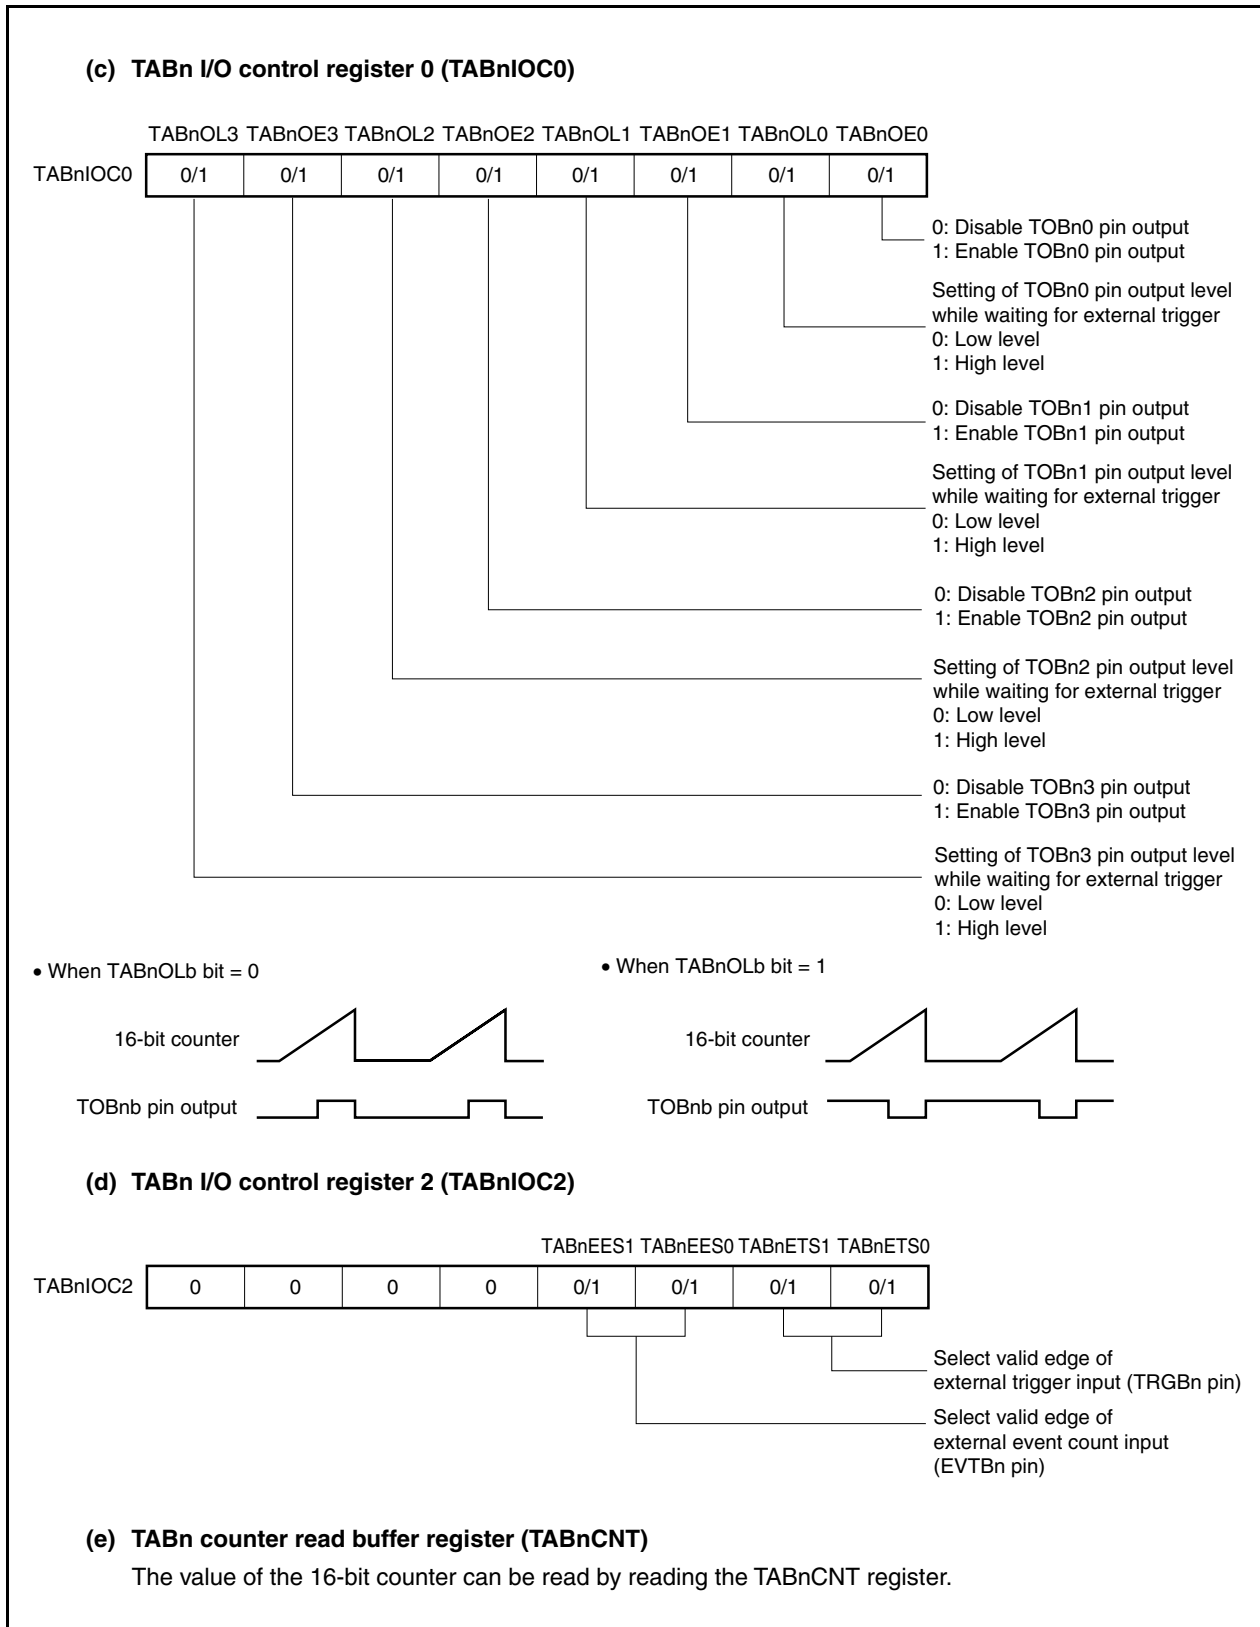 (c) TABn I/O control register 0 (TABnIOC0)
TABnOL3 TABnOE3 TABnOL2 TABnOE2 TABnOL1 TABnOE1 TABnOL0 TABnOE0
TABnIOC0 0/1 0/1 0/1 0/1 0/1 0/1 0/1 0/1
0: Disable TOBn0 pin output
1: Enable TOBn0 pin output
Setting of TOBn0 pin output level
while waiting for external trigger
0: Low level
1: High level
0: Disable TOBn1 pin output
1: Enable TOBn1 pin output
Setting of TOBn1 pin output level
while waiting for external trigger
0: Low level
1: High level
0: Disable TOBn2 pin output
1: Enable TOBn2 pin output
Setting of TOBn2 pin output level
while waiting for external trigger
0: Low level
1: High level
0: Disable TOBn3 pin output
1: Enable TOBn3 pin output
Setting of TOBn3 pin output level
while waiting for external trigger
0: Low level
1: High level
• When TABnOLb bit = 0
16-bit counter
TOBnb pin output
• When TABnOLb bit = 1
16-bit counter
TOBnb pin output
(d) TABn I/O control register 2 (TABnIOC2)
TABnEES1 TABnEES0 TABnETS1 TABnETS0
TABnIOC2 0 0 0 0 0/1 0/1 0/1 0/1
Select valid edge of
external trigger input (TRGBn pin)
Select valid edge of
external event count input
(EVTBn pin)
(e) TABn counter read buffer register (TABnCNT)
The value of the 16-bit counter can be read by reading the TABnCNT register.